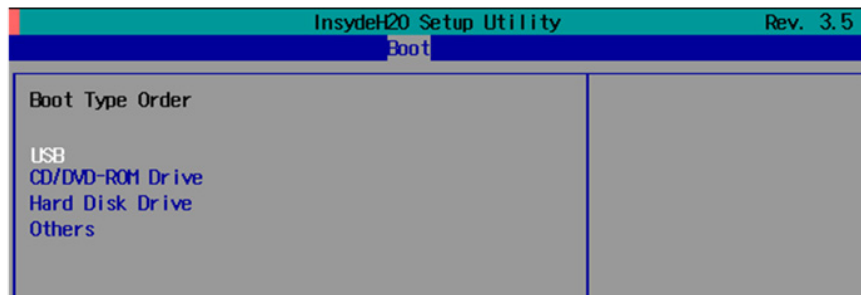 InsydeH2O Setup Utility Rev. 3.5
Boot
Boot Type Order
USB
CD/DVD-ROM Drive
Hard Disk Drive
Others